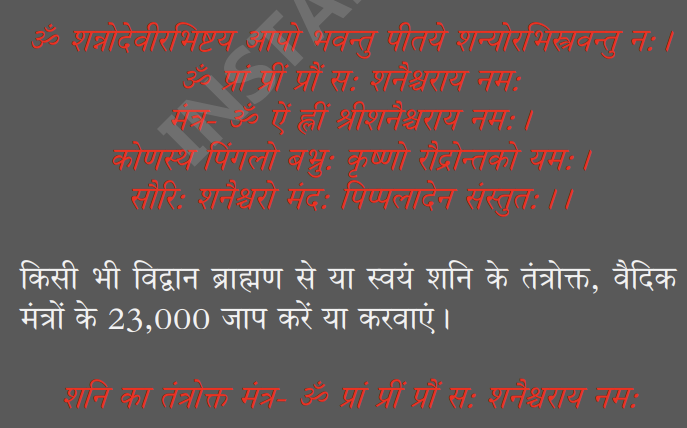 ॐ शन्नोदेवीरभिष्टय आपो भवन्तु पीतये शन्योरभिस्त्रवन्तु न:।
ॐ प्रां प्रीं प्रौं स: शनैश्चराय नम:
मंत्र- ॐ ऐं ह्लीं श्रीशनैश्चराय नम:।
कोणस्थ पिंगलो बभ्रु: कृष्णो रौद्रोन्तको यम:।
सौरि: शनैश्चरो मंद: पिप्पलादेन संस्तुत:।।
किसी भी विद्वान ब्राह्मण से या स्वयं शनि के तंत्रोक्त, वैदिक
मंत्रों के 23,000 जाप करें या करवाएं।
शनि का तंत्रोक्त मंत्र- ॐ प्रां प्रीं प्रौं स: शनैश्चराय नम: